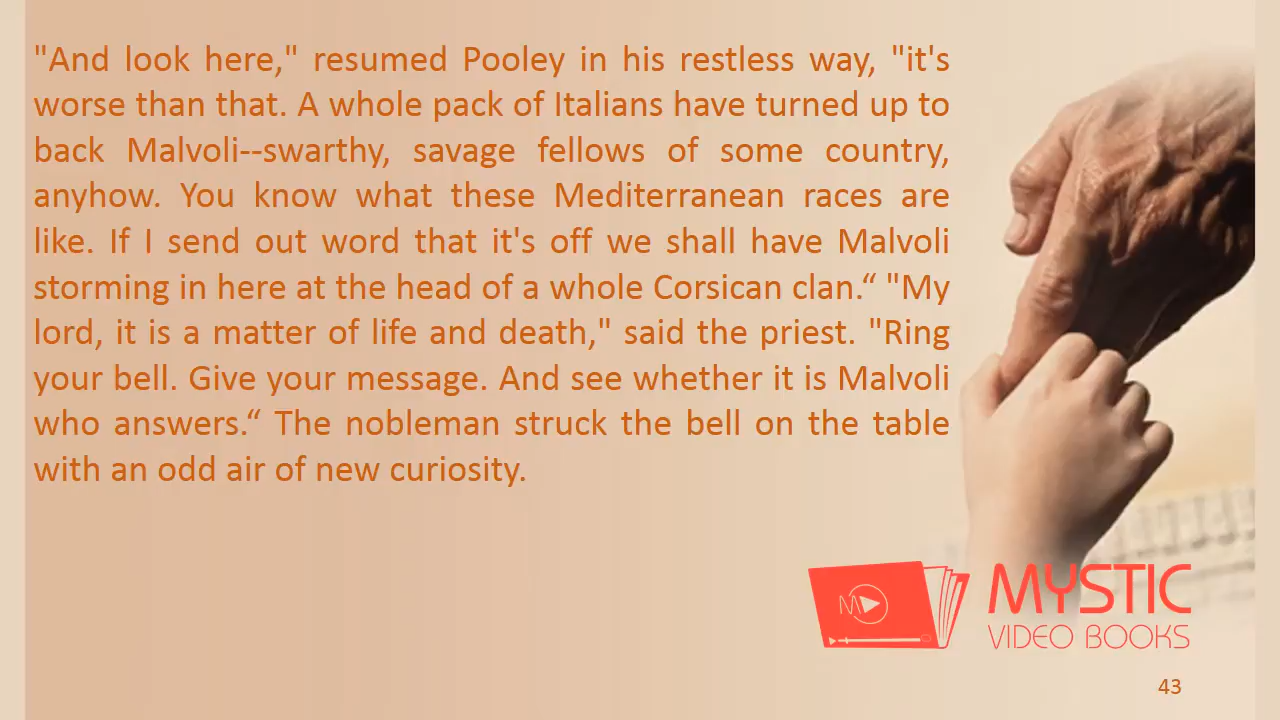 "And look here," resumed Pooley in his restless way, "it's
worse than that. A whole pack of Italians have turned up to
back Malvoli--swarthy, savage fellows of some country,
anyhow. You know what these Mediterranean races are
like. If I send out word that it's off we shall have Malvoli
storming in here at the head of a whole Corsican clan.“ "My
lord, it is a matter of life and death," said the priest. "Ring
your bell. Give your message. And see whether it is Malvoli
who answers.“ The nobleman struck the bell on the table
with an odd air of new curiosity.
M
MYSTIC
VIDEO BOOKS
43